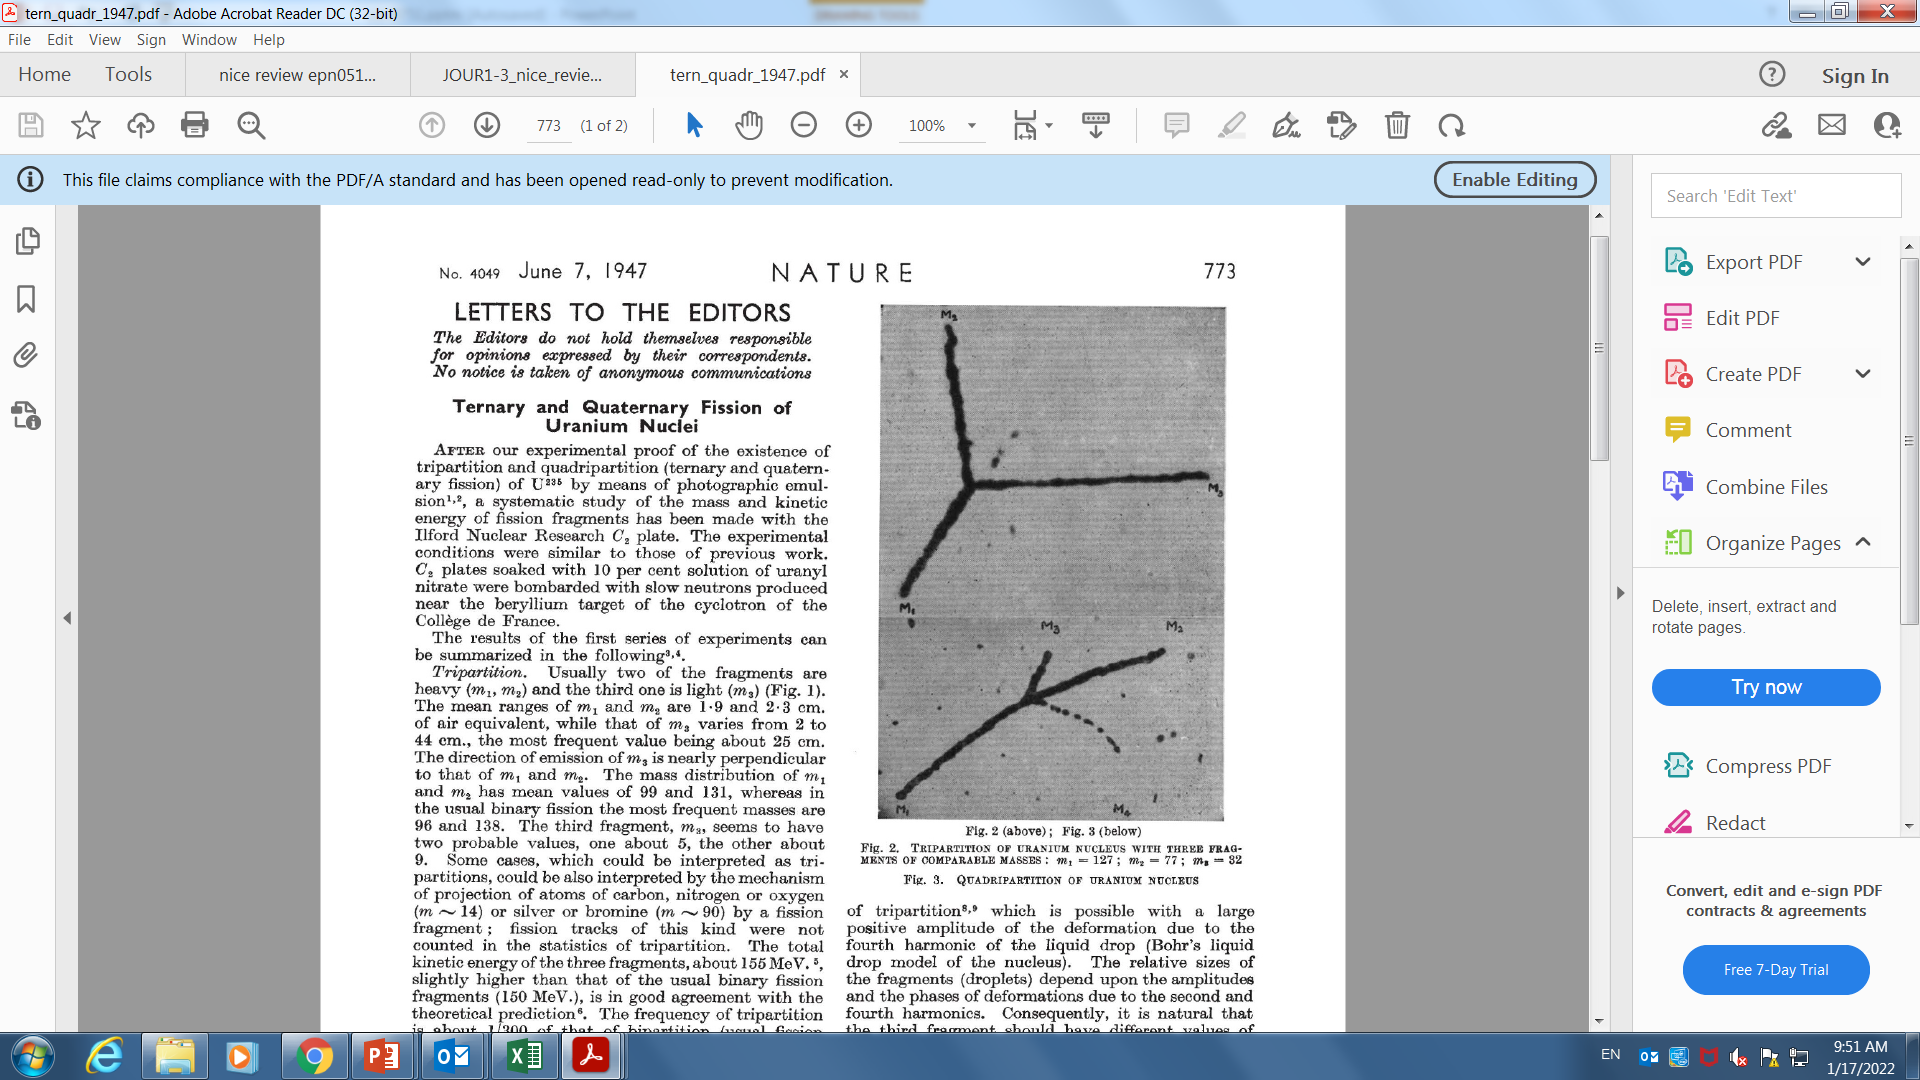 tern_quadr_1947.pdf - Adobe Acrobat Reader DC (32-bit)
File Edit View Sign Window Help
Home Tools nice review epn051... JOUR1-3_nice_revie... tern_quadr_1947.pdf × Sign In
773 (1 of 2) 100%
This file claims compliance with the PDF/A standard and has been opened read-only to prevent modification. Enable Editing
No. 4049 June 7, 1947 NATURE 773
LETTERS TO THE EDITORS
The Editors do not hold themselves responsible
for opinions expressed by their correspondents.
No notice is taken of anonymous communications
Ternary and Quaternary Fission of
Uranium Nuclei
AFTER our experimental proof of the existence of
tripartition and quadripartition (ternary and quatern-
ary fission) of U²³⁵ by means of photographic emul-
sion¹,², a systematic study of the mass and kinetic
energy of fission fragments has been made with the
Ilford Nuclear Research C₂ plate. The experimental
conditions were similar to those of previous work.
C₂ plates soaked with 10 per cent solution of uranyl
nitrate were bombarded with slow neutrons produced
near the beryllium target of the cyclotron of the
Collège de France.
The results of the first series of experiments can
be summarized in the following³,⁴.
Tripartition. Usually two of the fragments are
heavy (m₁, m₂) and the third one is light (m₃) (Fig. 1).
The mean ranges of m₁ and m₂ are 1·9 and 2·3 cm.
of air equivalent, while that of m₃ varies from 2 to
44 cm., the most frequent value being about 25 cm.
The direction of emission of m₃ is nearly perpendicular
to that of m₁ and m₂. The mass distribution of m₁
and m₂ has mean values of 99 and 131, whereas in
the usual binary fission the most frequent masses are
96 and 138. The third fragment, m₃, seems to have
two probable values, one about 5, the other about
9. Some cases, which could be interpreted as tri-
partitions, could be also interpreted by the mechanism
of projection of atoms of carbon, nitrogen or oxygen
(m ∼ 14) or silver or bromine (m ∼ 90) by a fission
fragment ; fission tracks of this kind were not
counted in the statistics of tripartition. The total
kinetic energy of the three fragments, about 155 MeV.⁵,
slightly higher than that of the usual binary fission
fragments (150 MeV.), is in good agreement with the
theoretical prediction⁶. The frequency of tripartition
is about 1/300 of that of bipartition (usual fission
M₂
M₃
M₁
M₃ M₂
M₁ M₄
Fig. 2 (above) ; Fig. 3 (below)
Fig. 2. TRIPARTITION OF URANIUM NUCLEUS WITH THREE FRAG-
MENTS OF COMPARABLE MASSES : m₁ = 127 ; m₂ = 77 ; m₃ = 32
Fig. 3. QUADRIPARTITION OF URANIUM NUCLEUS
of tripartition⁸,⁹ which is possible with a large
positive amplitude of the deformation due to the
fourth harmonic of the liquid drop (Bohr's liquid
drop model of the nucleus). The relative sizes of
the fragments (droplets) depend upon the amplitudes
and the phases of deformations due to the second and
fourth harmonics. Consequently, it is natural that
the third fragment should have different values of
Search 'Edit Text'
Export PDF
Edit PDF
Create PDF
Comment
Combine Files
Organize Pages
Delete, insert, extract and
rotate pages.
Try now
Compress PDF
Redact
Convert, edit and e-sign PDF
contracts & agreements
Free 7-Day Trial
EN
9:51 AM
1/17/2022